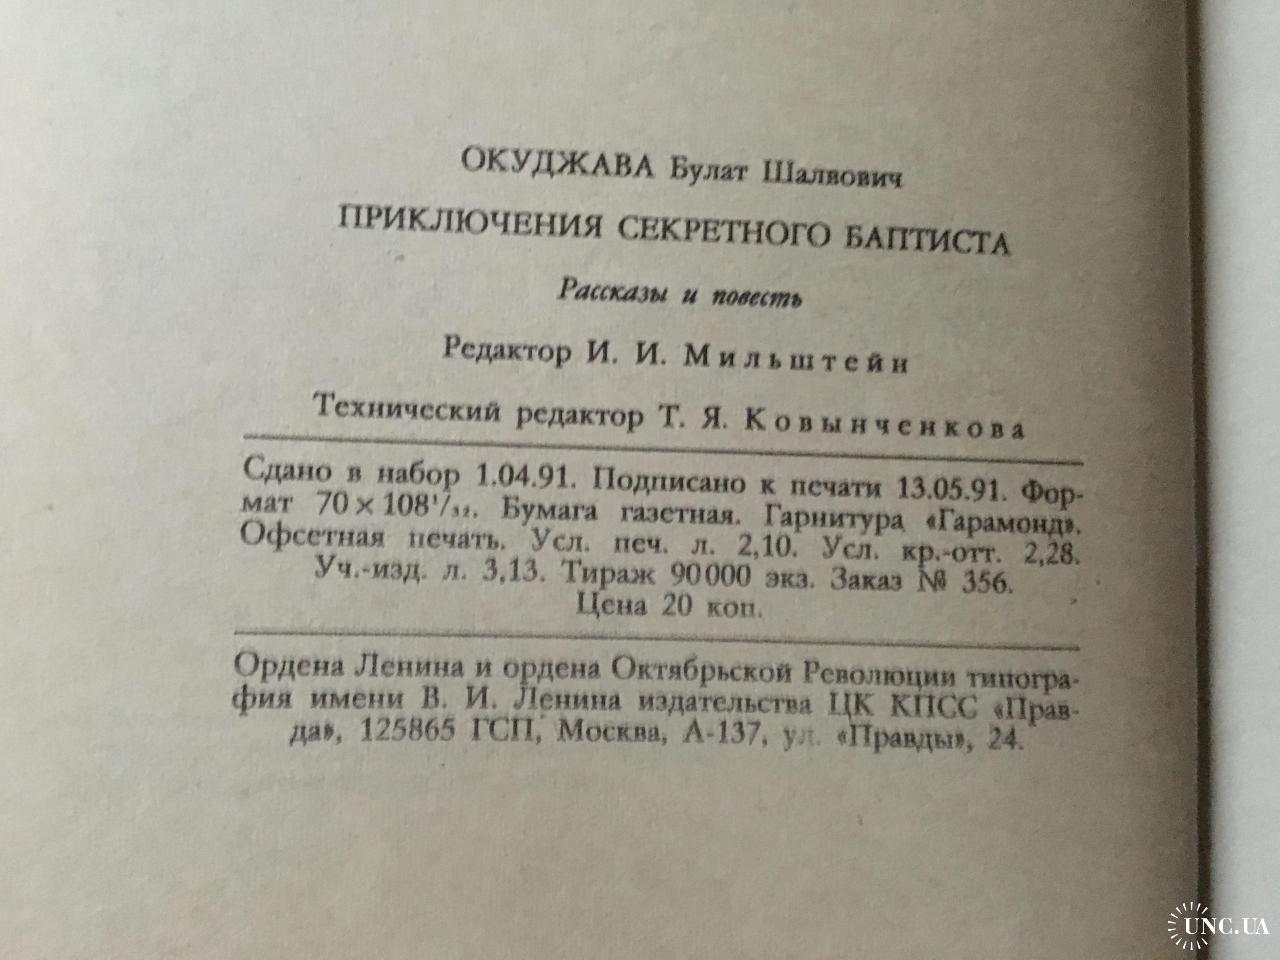 ОКУДЖАВА Булат Шалвович
ПРИКЛЮЧЕНИЯ СЕКРЕТНОГО БАПТИСТА
Рассказы и повесть
Редактор И. И. Мильштейн
Технический редактор Т. Я. Ковынченкова
Сдано в набор 1.04.91. Подписано к печати 13.05.91. Фор-
мат 70×108¹/₃₂. Бумага газетная. Гарнитура «Гарамонд».
Офсетная печать. Усл. печ. л. 2,10. Усл. кр.-отт. 2,28.
Уч.-изд. л. 3,13. Тираж 90 000 экз. Заказ № 356.
Цена 20 коп.
Ордена Ленина и ордена Октябрьской Революции типогра-
фия имени В. И. Ленина издательства ЦК КПСС «Прав-
да», 125865 ГСП, Москва, А-137, ул. «Правды», 24.
UNC.UA